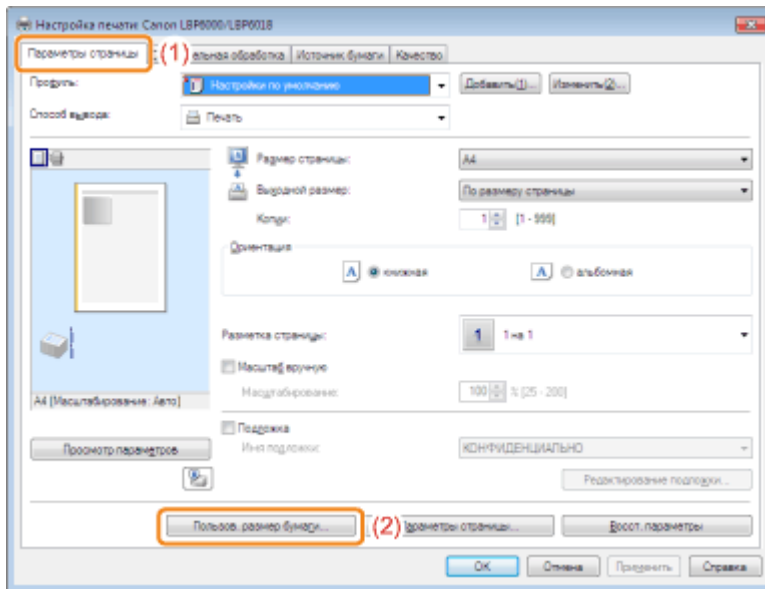 Настройка печати Canon LBP6000/LBP6018
Параметры страницы (1) альная обработка Источник бумаги Качество
Профиль: Настройки по умолчанию Добавить(1)... Изменить(2)...
Способ вывода: Печать
Размер страницы: A4
Выходной размер: По размеру страницы
Копии: 1 [1 - 999]
Ориентация
A книжная A альбомная
Разметка страницы: 1 1 на 1
Масштаб вручную
Масштабирование: 100 % [25 - 200]
A4 [Масштабирование: Авто]
Подложка
Просмотр параметров Имя подложки: КОНФИДЕНЦИАЛЬНО
Редактирование подложки...
Пользов. размер бумаги... (2) Параметры страницы... Восст. параметры
OK Отмена Применить Справка